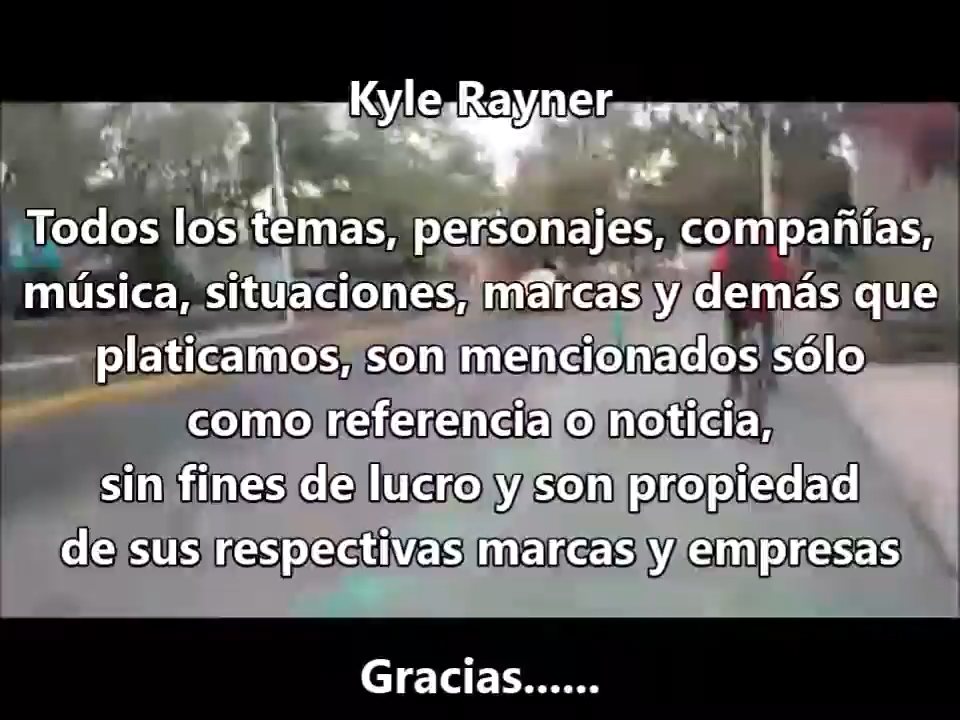 Kyle Rayner
Todos los temas, personajes, compañías,
música, situaciones, marcas y demás que
platicamos, son mencionados sólo
como referencia o noticia,
sin fines de lucro y son propiedad
de sus respectivas marcas y empresas
Gracias......